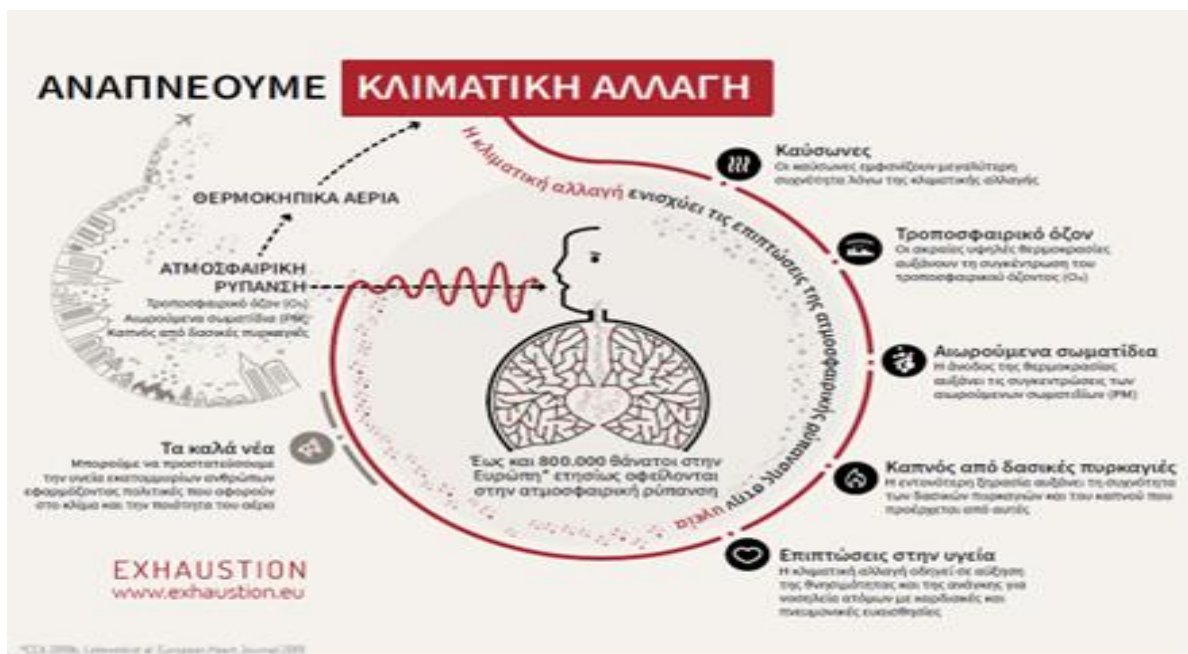 ΑΝΑΠΝΕΟΥΜΕ ΚΛΙΜΑΤΙΚΗ ΑΛΛΑΓΗ
Η κλιματική αλλαγή ενισχύει τις επιπτώσεις της ατμοσφαιρικής ρύπανσης στην υγεία
ΘΕΡΜΟΚΗΠΙΚΑ ΑΕΡΙΑ
ΑΤΜΟΣΦΑΙΡΙΚΗ
ΡΥΠΑΝΣΗ
Τροποσφαιρικό όζον (O₃)
Αιωρούμενα σωματίδια (PM)
Καπνός από δασικές πυρκαγιές
Καύσωνες
Οι καύσωνες εμφανίζουν μεγαλύτερη
συχνότητα λόγω της κλιματικής αλλαγής
Τροποσφαιρικό όζον
Οι ακραίες υψηλές θερμοκρασίες
αυξάνουν τη συγκέντρωση του
τροποσφαιρικού όζοντος (O₃)
Αιωρούμενα σωματίδια
Η άνοδος της θερμοκρασίας
αυξάνει τις συγκεντρώσεις των
αιωρούμενων σωματιδίων (PM)
Καπνός από δασικές πυρκαγιές
Η εντονότερη ξηρασία αυξάνει τη συχνότητα
των δασικών πυρκαγιών και του καπνού που
προέρχεται από αυτές
Επιπτώσεις στην υγεία
Η κλιματική αλλαγή οδηγεί σε αύξηση
της θνησιμότητας και της ανάγκης για
νοσηλεία ατόμων με καρδιακές και
πνευμονικές ευαισθησίες
Έως και 800.000 θάνατοι στην
Ευρώπη* ετησίως οφείλονται
στην ατμοσφαιρική ρύπανση
Τα καλά νέα
Μπορούμε να προστατεύσουμε
την υγεία εκατομμυρίων ανθρώπων
εφαρμόζοντας πολιτικές που αφορούν
στο κλίμα και την ποιότητα του αέρα
EXHAUSTION
www.exhaustion.eu
European Heart Journal 2019